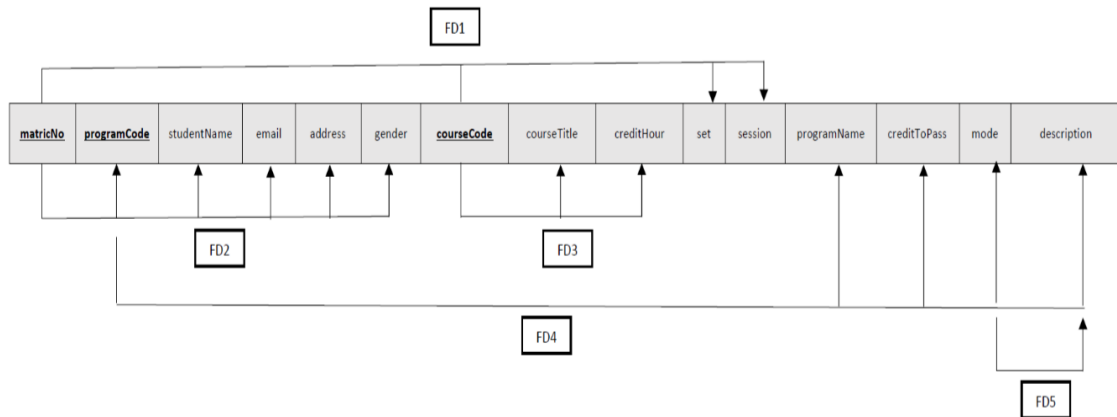 FD1
matricNo programCode studentName email address gender courseCode courseTitle creditHour set session programName creditToPass mode description
FD2
FD3
FD4
FD5